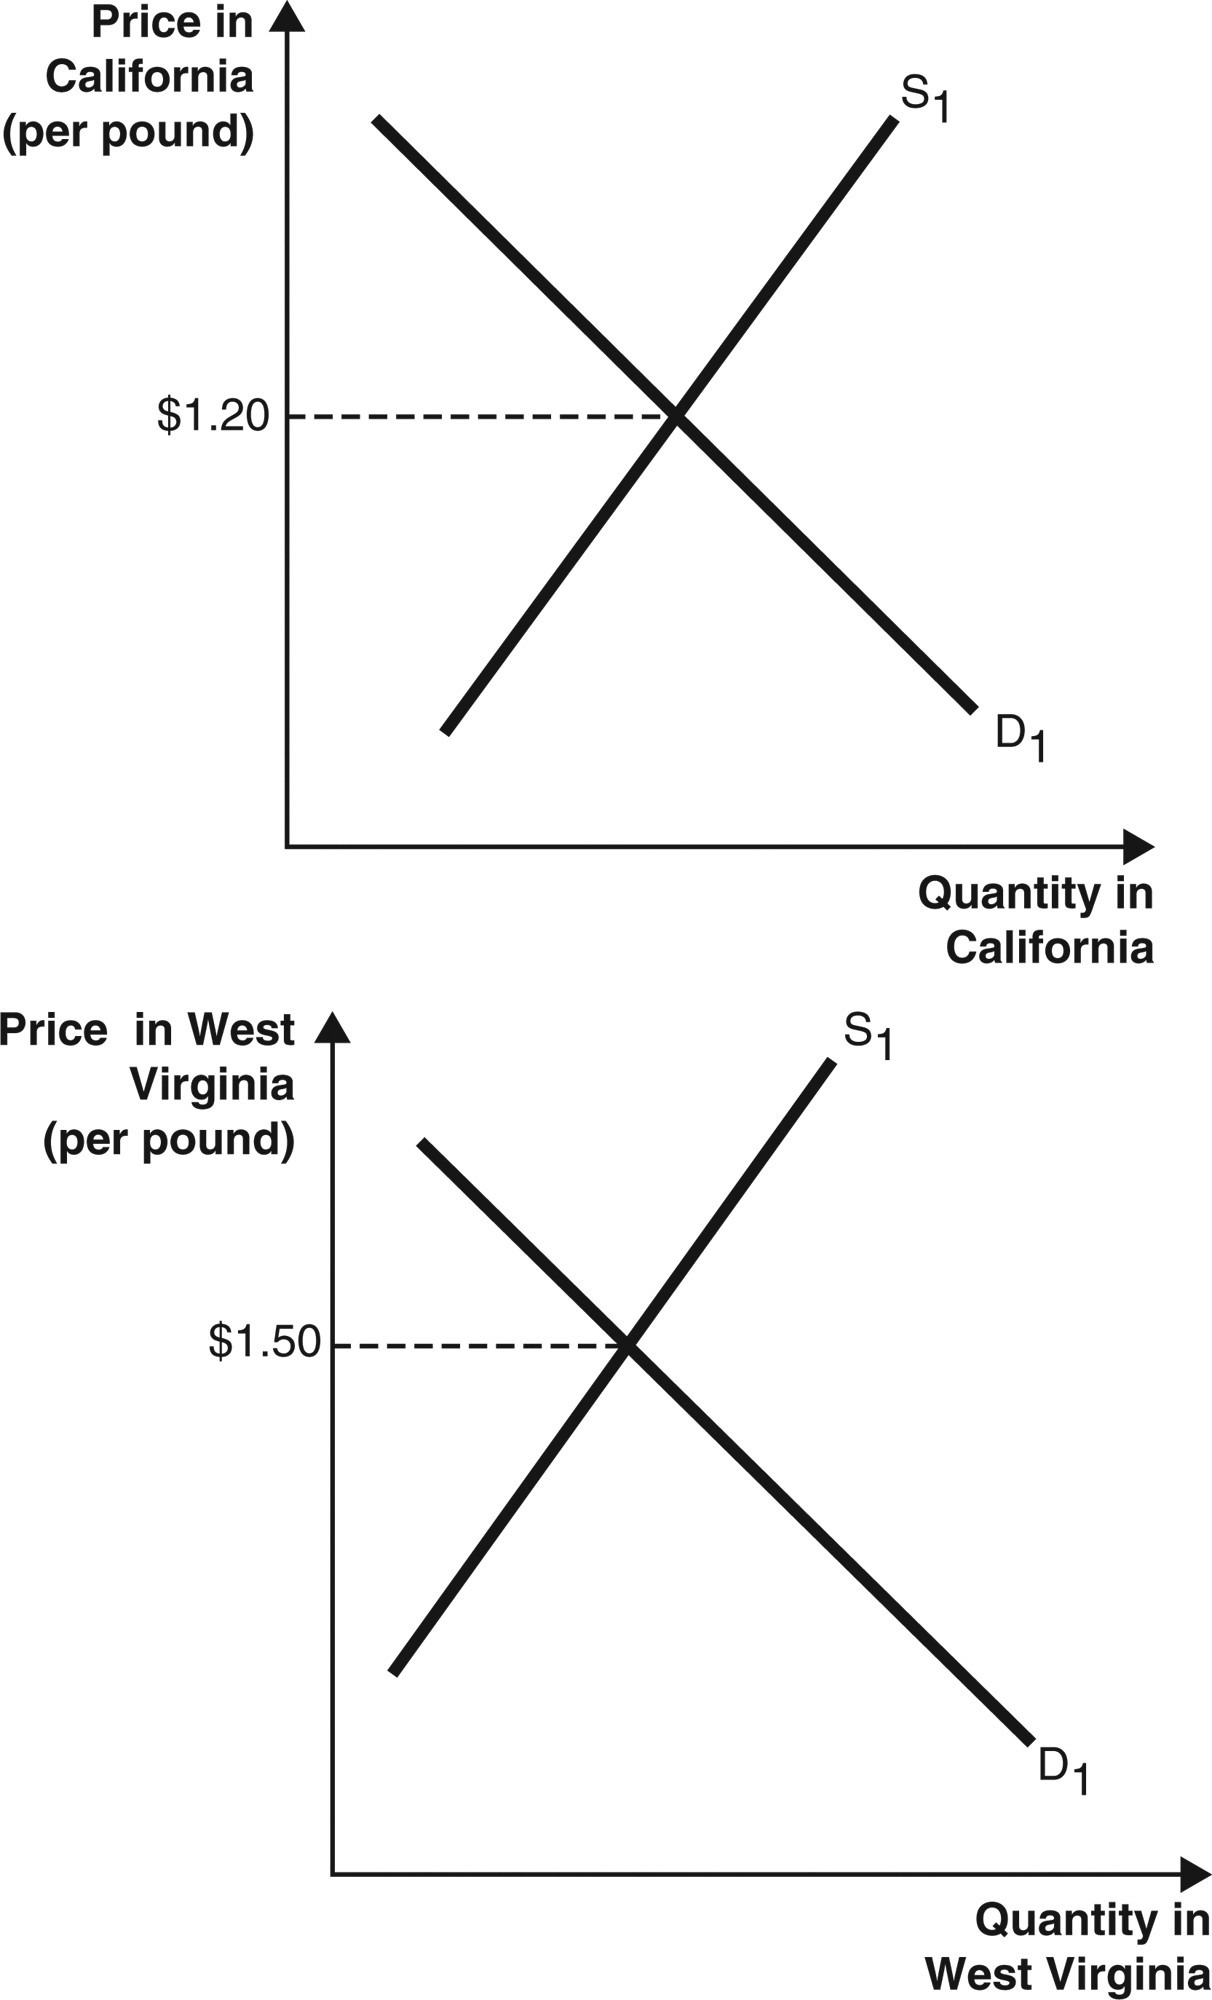 Price in
California
(per pound)
S1
$1.20
D1
Quantity in
California
Price in West
Virginia
(per pound)
S1
$1.50
D1
Quantity in
West Virginia